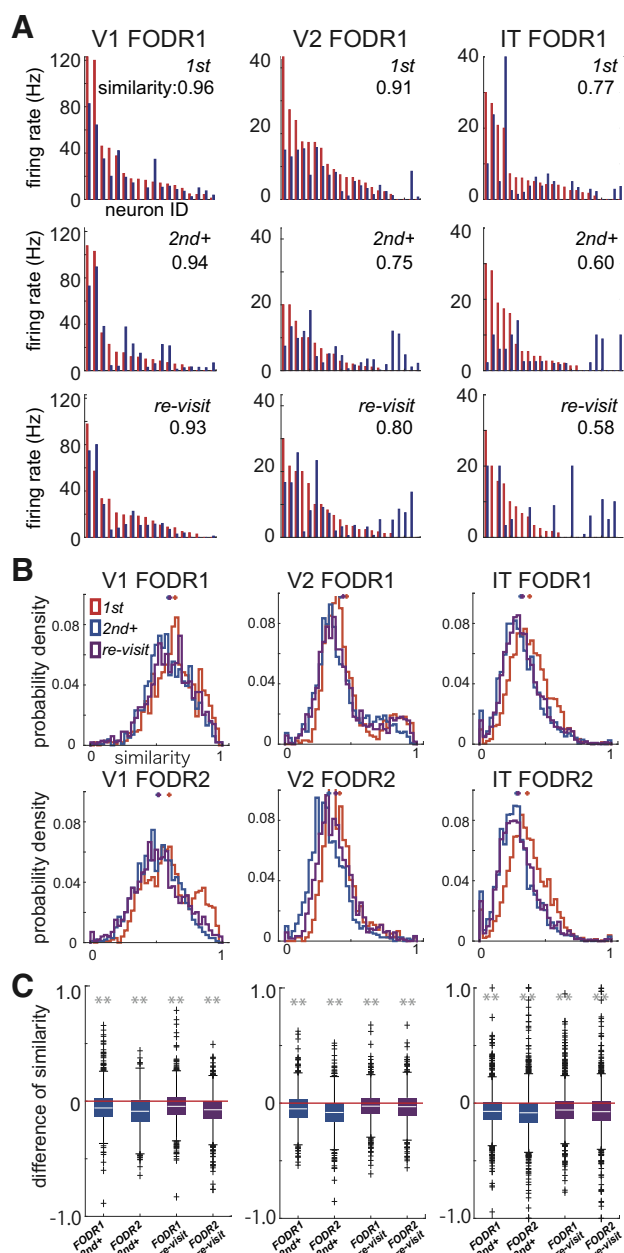 A
V1 FODR1 V2 FODR1 IT FODR1
120 80 40 0
firing rate (Hz)
1st
similarity:0.96
neuron ID
40 20 0
1st
0.91
40 20 0
1st
0.77
120 80 40 0
firing rate (Hz)
2nd+
0.94
40 20 0
2nd+
0.75
40 20 0
2nd+
0.60
120 80 40 0
firing rate (Hz)
re-visit
0.93
40 20 0
re-visit
0.80
40 20 0
re-visit
0.58
B
V1 FODR1 V2 FODR1 IT FODR1
probability density
0.08 0.04 0
1st
2nd+
re-visit
0 1
similarity
0.08 0.04 0
0 1
0.08 0.04 0
0 1
V1 FODR2 V2 FODR2 IT FODR2
probability density
0.08 0.04 0
0 1
0.08 0.04 0
0 1
0.08 0.04 0
0 1
C
difference of similarity
1.0 0 -1.0
** ** ** **
FODR1 2nd+
FODR2 2nd+
FODR1 re-visit
FODR2 re-visit
1.0 0 -1.0
** ** ** **
FODR1 2nd+
FODR2 2nd+
FODR1 re-visit
FODR2 re-visit
1.0 0 -1.0
** ** ** **
FODR1 2nd+
FODR2 2nd+
FODR1 re-visit
FODR2 re-visit